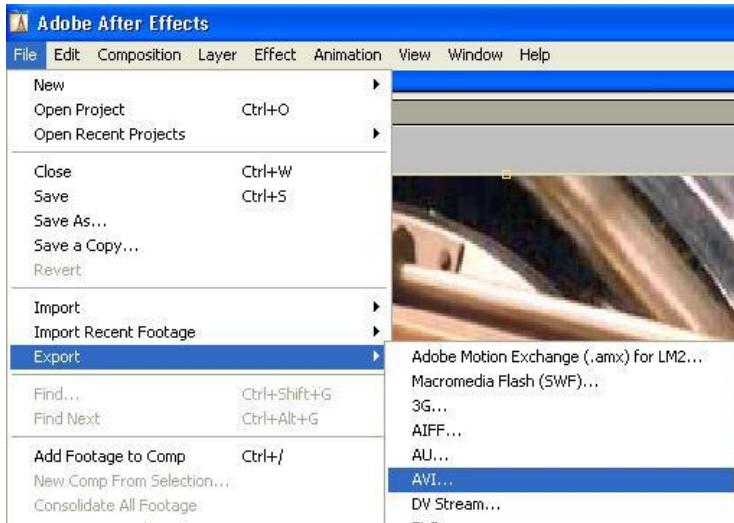 Adobe After Effects
File Edit Composition Layer Effect Animation View Window Help
New
Open Project Ctrl+O
Open Recent Projects
Close Ctrl+W
Save Ctrl+S
Save As...
Save a Copy...
Revert
Import
Import Recent Footage
Export
Find... Ctrl+Shift+G
Find Next Ctrl+Alt+G
Add Footage to Comp Ctrl+/
New Comp From Selection...
Consolidate All Footage
Adobe Motion Exchange (.amx) for LM2...
Macromedia Flash (SWF)...
3G...
AIFF...
AU...
AVI...
DV Stream...